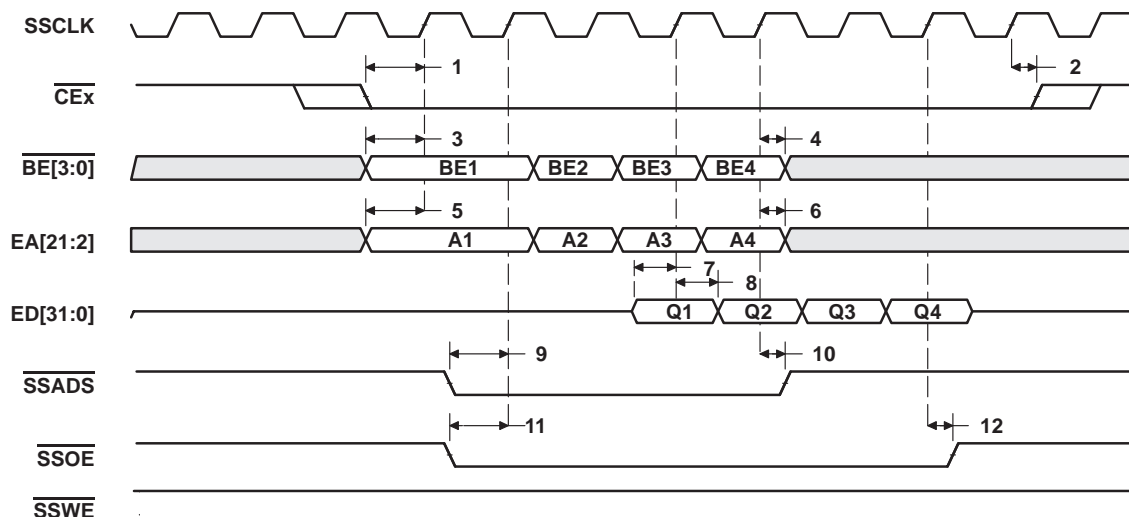 SSCLK
1 2
CEx
3 4
BE[3:0] BE1 BE2 BE3 BE4
5 6
EA[21:2] A1 A2 A3 A4
7
8
ED[31:0] Q1 Q2 Q3 Q4
9 10
SSADS
11 12
SSOE
SSWE